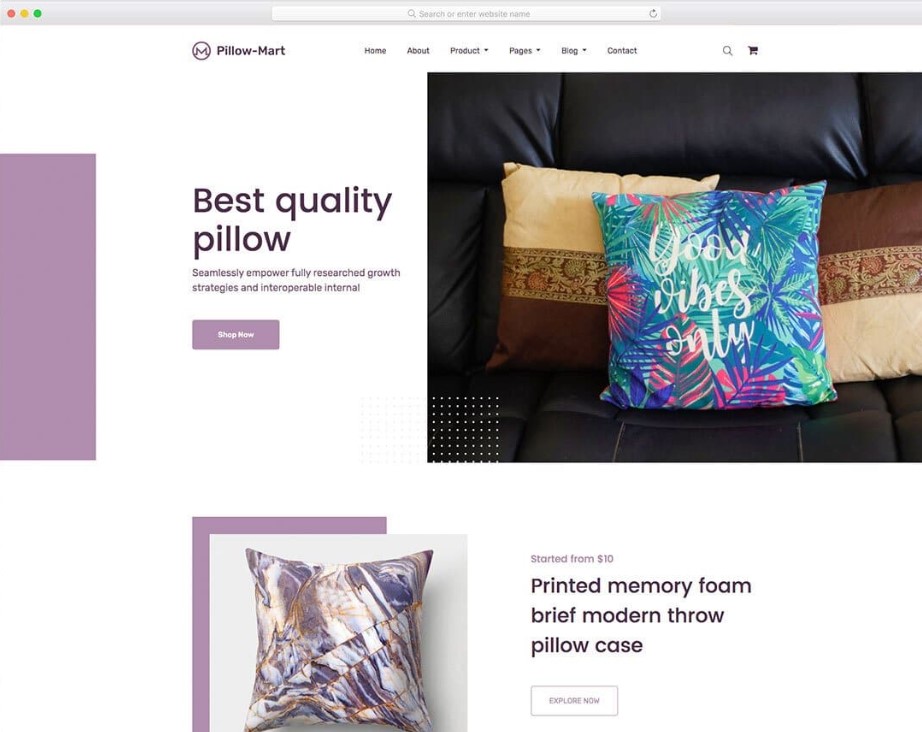 Search or enter website name
Pillow-Mart
Home About Product Pages Blog Contact
Best quality
pillow
Seamlessly empower fully researched growth
strategies and interoperable internal
Shop Now
Good
vibes
only
Started from $10
Printed memory foam
brief modern throw
pillow case
EXPLORE NOW